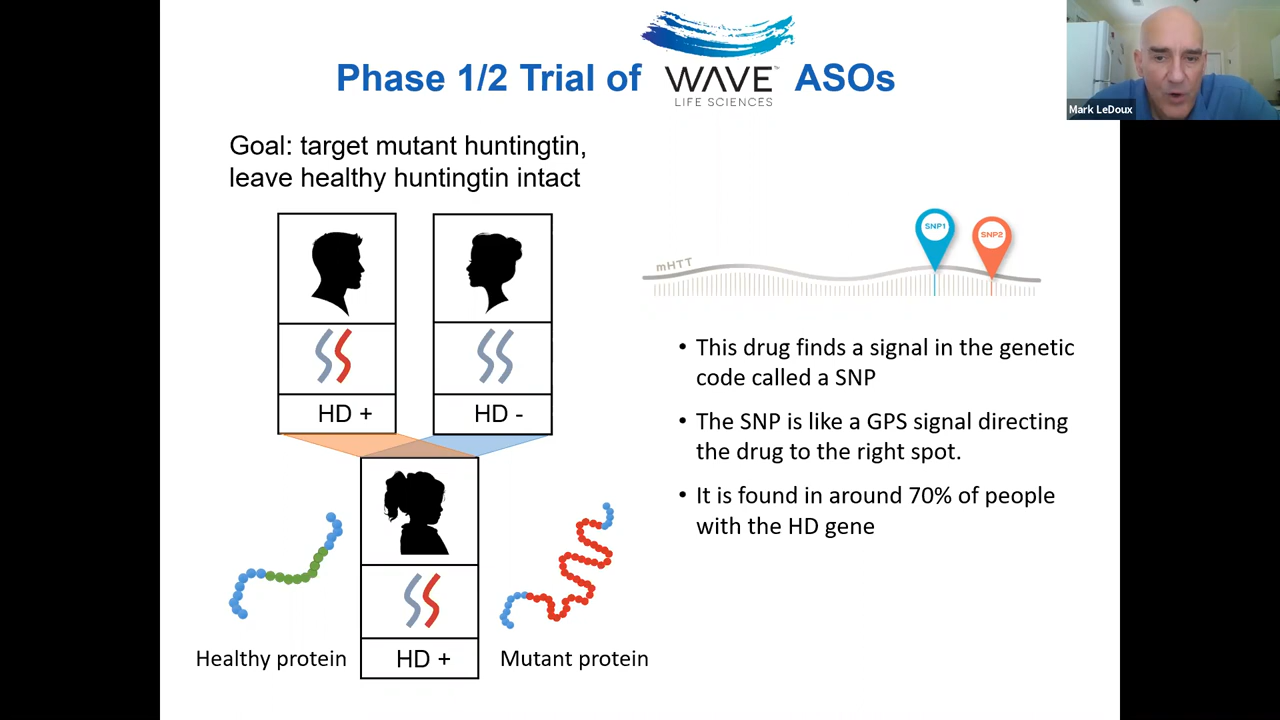 Phase 1/2 Trial of WAVE™ ASOs
LIFE SCIENCES
Mark LeDoux
Goal: target mutant huntingtin,
leave healthy huntingtin intact
HD +
HD -
HD +
Healthy protein
Mutant protein
mHTT
SNP1
SNP2
• This drug finds a signal in the genetic
code called a SNP
• The SNP is like a GPS signal directing
the drug to the right spot.
• It is found in around 70% of people
with the HD gene